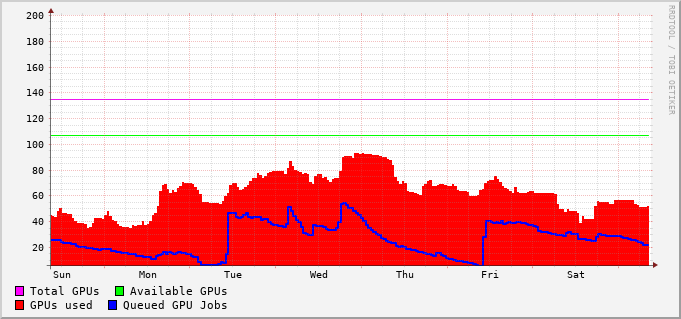 200
180
160
140
120
100
80
60
40
20
Sun Mon Tue Wed Thu Fri Sat
Total GPUs Available GPUs
GPUs used Queued GPU Jobs
RRDTOOL / TOBI OETIKER